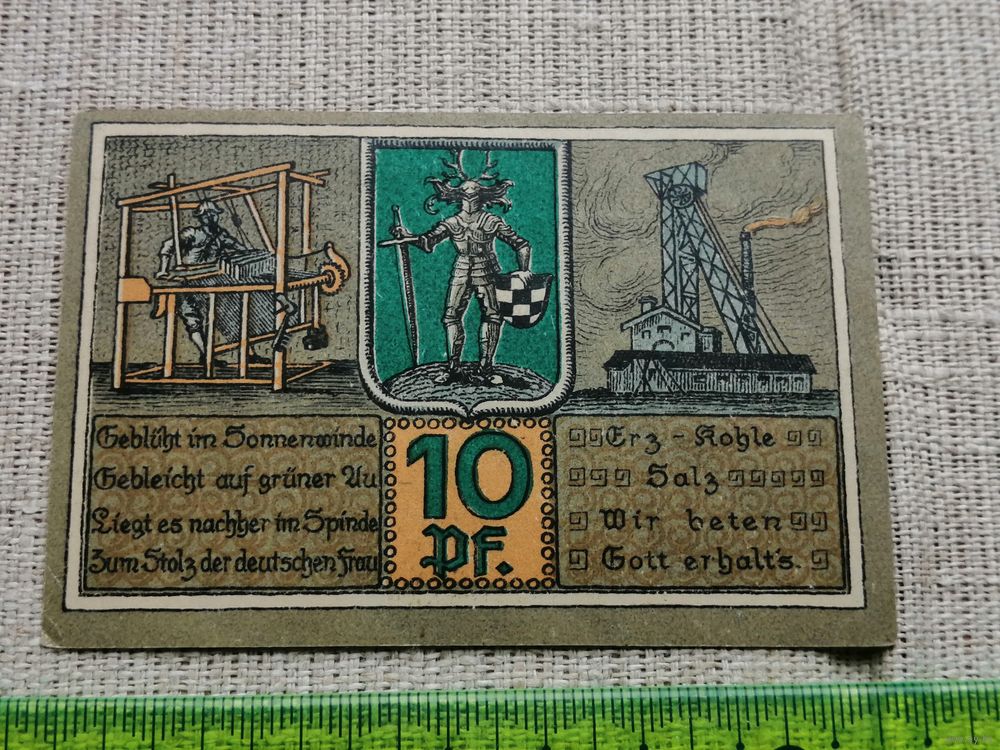 Geblüht im Sonnenwinde
Gebleicht auf grüner Au
Liegt es nachher im Spinde
Zum Stolz der deutschen Frau
10
Pf.
Erz - Kohle
Salz
Wir beten
Gott erhalt's.